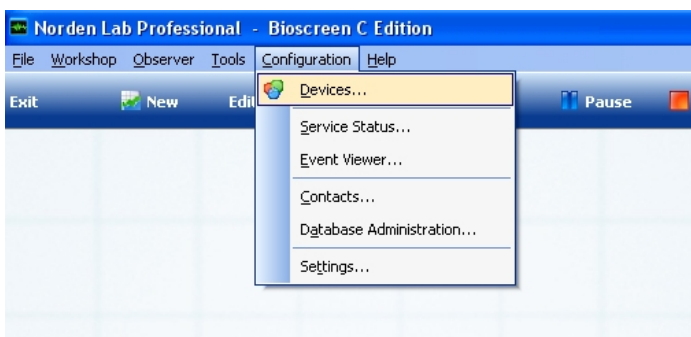 Norden Lab Professional - Bioscreen C Edition
File Workshop Observer Tools Configuration Help
Exit New Edi Pause
Devices...
Service Status...
Event Viewer...
Contacts...
Database Administration...
Settings...